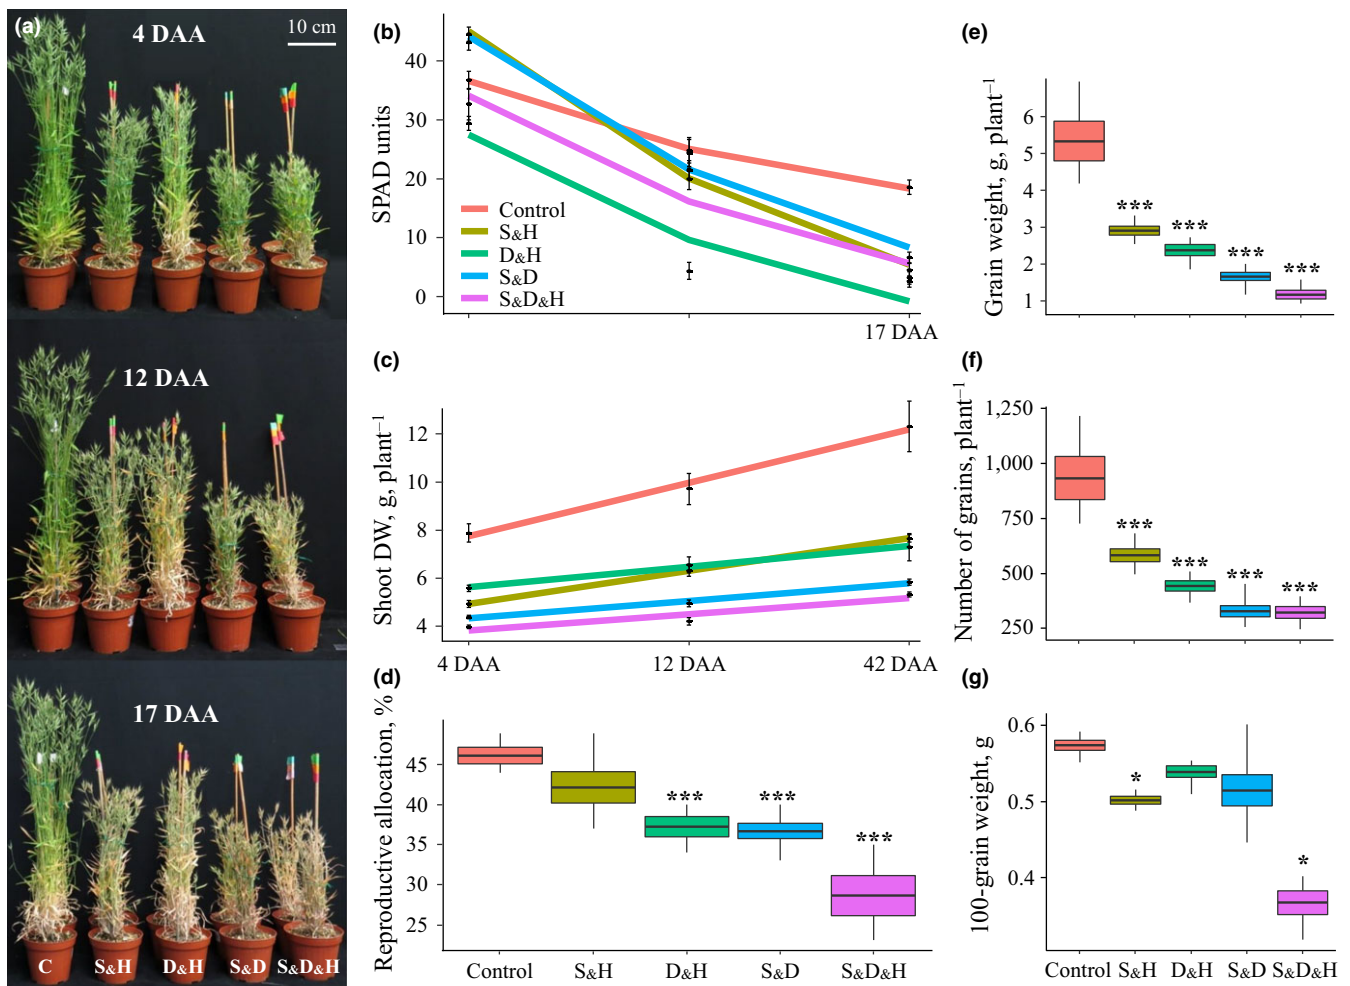 (a)
4 DAA
10 cm
12 DAA
17 DAA
C
S&H
D&H
S&D
S&D&H
(b)
SPAD units
40
30
20
10
0
Control
S&H
D&H
S&D
S&D&H
17 DAA
(c)
Shoot DW, g, plant⁻¹
12
10
8
6
4
4 DAA
12 DAA
42 DAA
(d)
Reproductive allocation, %
45
40
35
30
25
***
***
***
Control
S&H
D&H
S&D
S&D&H
(e)
Grain weight, g, plant⁻¹
6
5
4
3
2
1
***
***
***
***
(f)
Number of grains, plant⁻¹
1,250
1,000
750
500
250
***
***
***
***
(g)
100-grain weight, g
0.6
0.5
0.4
*
*
Control
S&H
D&H
S&D
S&D&H